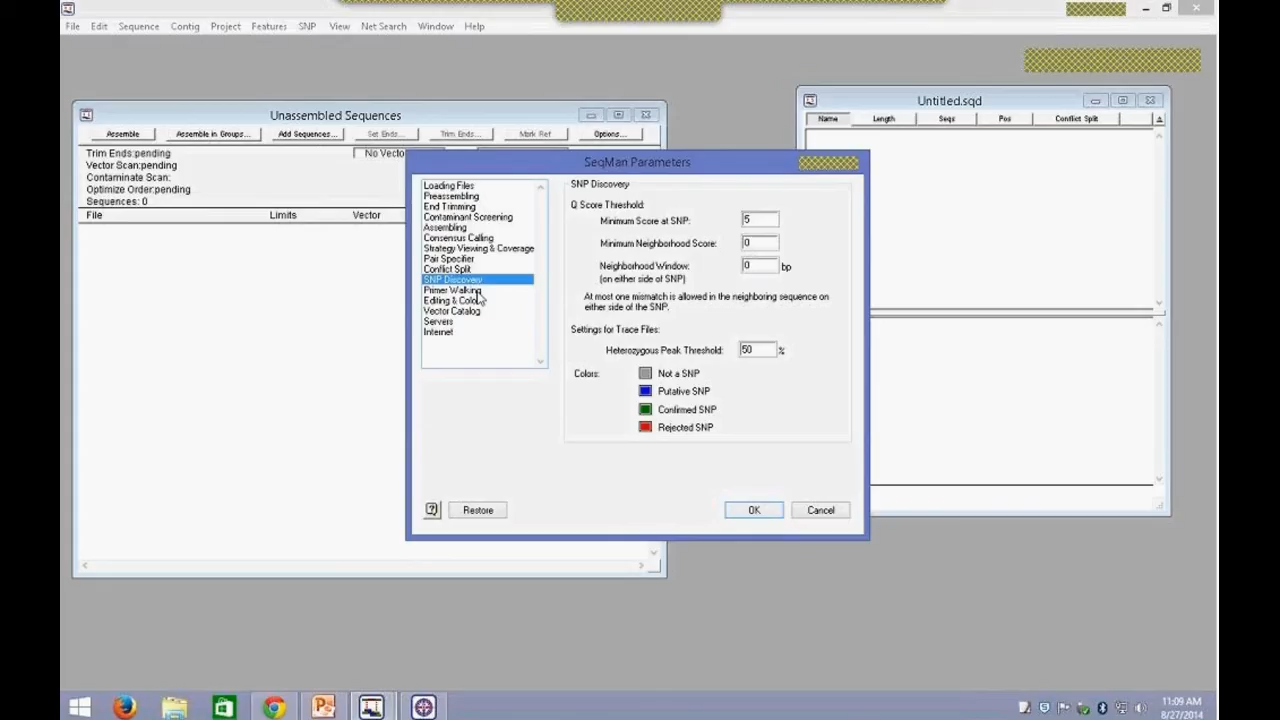 File Edit Sequence Contig Project Features SNP View Net Search Window Help
Unassembled Sequences
Assemble Assemble in Groups... Add Sequences... Set Ends... Trim Ends... Mark Ref Options...
Trim Ends:pending No Vecto
Vector Scan:pending
Contaminate Scan:
Optimize Order:pending
Sequences: 0
File Limits Vector
Untitled.sqd
Name Length Seqs Pos Conflict Split
SeqMan Parameters
Loading Files
Preassembling
End Trimming
Contaminant Screening
Assembling
Consensus Calling
Strategy Viewing & Coverage
Pair Specifier
Conflict Split
SNP Discovery
Primer Walking
Editing & Color
Vector Catalog
Servers
Internet
SNP Discovery
Q Score Threshold:
Minimum Score at SNP: 5
Minimum Neighborhood Score: 0
Neighborhood Window: 0 bp
(on either side of SNP)
At most one mismatch is allowed in the neighboring sequence on
either side of the SNP.
Settings for Trace Files:
Heterozygous Peak Threshold: 50 %
Colors: Not a SNP
Putative SNP
Confirmed SNP
Rejected SNP
Restore OK Cancel
11:09 AM
8/27/2014